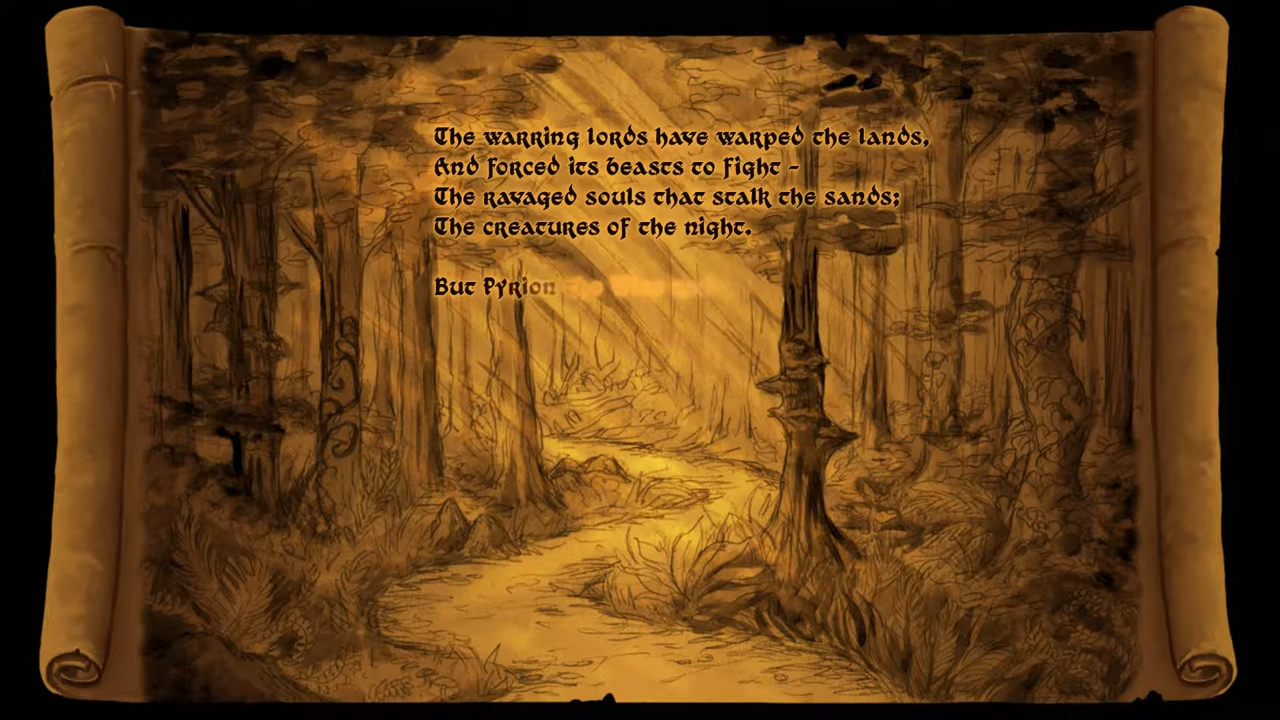 The warring lords have warped the lands,
And forced its beasts to fight -
The ravaged souls that stalk the sands;
The creatures of the night.
But Pyrion